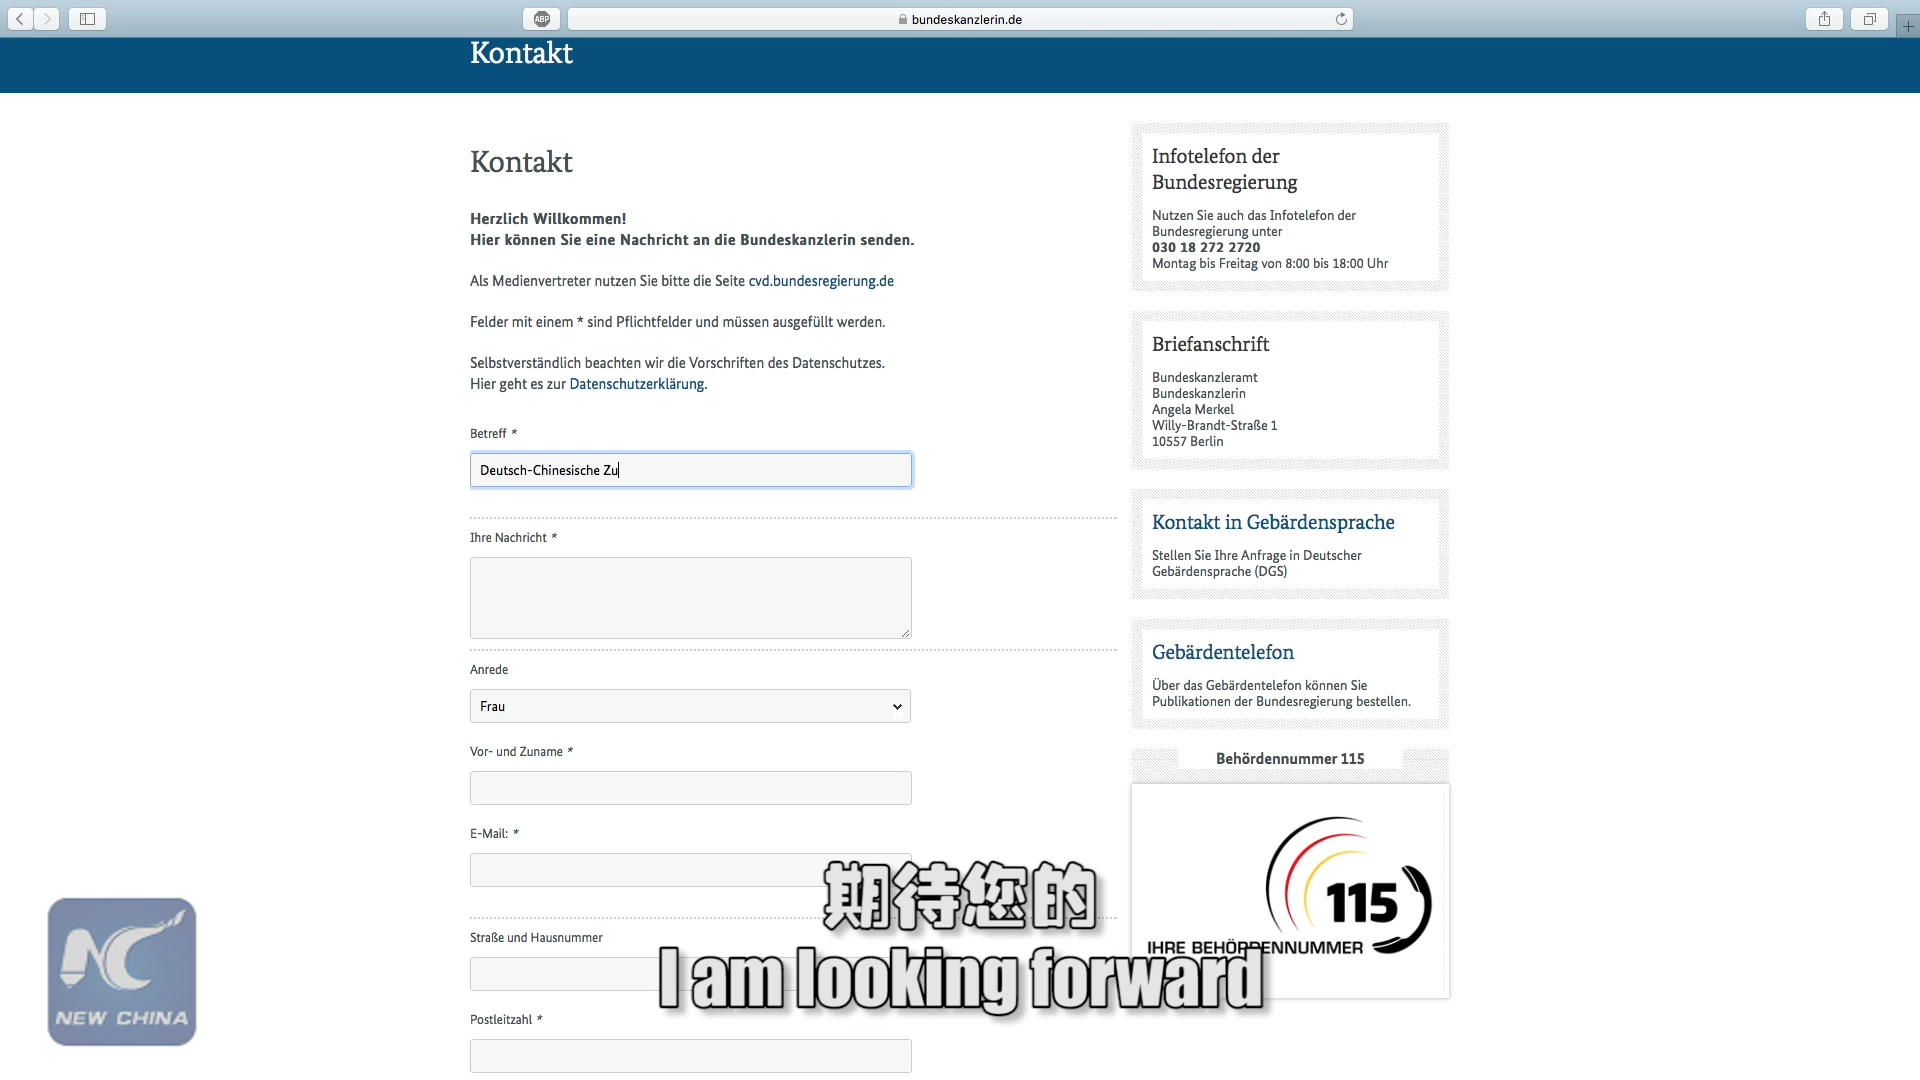 ABP
bundeskanzlerin.de
Kontakt
Kontakt
Herzlich Willkommen!
Hier können Sie eine Nachricht an die Bundeskanzlerin senden.
Als Medienvertreter nutzen Sie bitte die Seite cvd.bundesregierung.de
Felder mit einem * sind Pflichtfelder und müssen ausgefüllt werden.
Selbstverständlich beachten wir die Vorschriften des Datenschutzes.
Hier geht es zur Datenschutzerklärung.
Betreff *
Deutsch-Chinesische Zu
Ihre Nachricht *
Anrede
Frau
Vor- und Zuname *
E-Mail: *
Straße und Hausnummer
Postleitzahl *
Infotelefon der
Bundesregierung
Nutzen Sie auch das Infotelefon der
Bundesregierung unter
030 18 272 2720
Montag bis Freitag von 8:00 bis 18:00 Uhr
Briefanschrift
Bundeskanzleramt
Bundeskanzlerin
Angela Merkel
Willy-Brandt-Straße 1
10557 Berlin
Kontakt in Gebärdensprache
Stellen Sie Ihre Anfrage in Deutscher
Gebärdensprache (DGS)
Gebärdentelefon
Über das Gebärdentelefon können Sie
Publikationen der Bundesregierung bestellen.
Behördennummer 115
115
IHRE BEHÖRDENNUMMER
期待您的
I am looking forward
NC
NEW CHINA